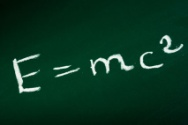 E = mc²